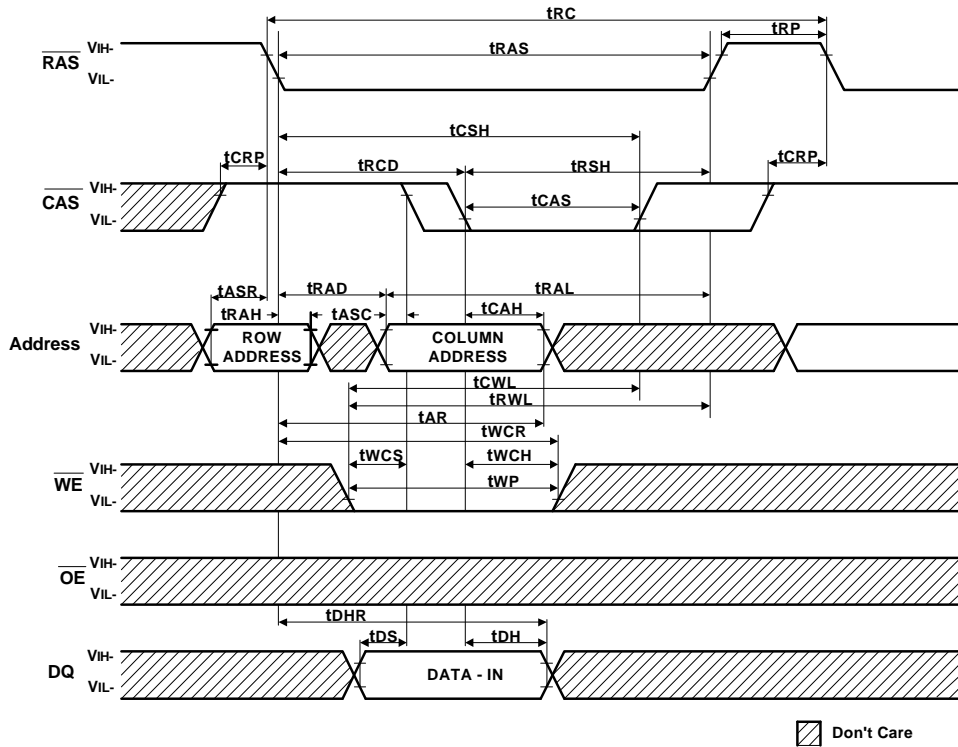 tRC
tRP
VIH-
RAS
tRAS
VIL-
tCSH
tCRP
tRCD
tRSH
tCRP
VIH-
CAS
tCAS
VIL-
tASR
tRAD
tRAL
tRAH
tASC
tCAH
VIH-
Address
ROW
ADDRESS
COLUMN
ADDRESS
VIL-
tCWL
tRWL
tAR
tWCR
tWCS
tWCH
VIH-
WE
tWP
VIL-
VIH-
OE
VIL-
tDHR
tDS
tDH
VIH-
DQ
DATA - IN
VIL-
Don't Care